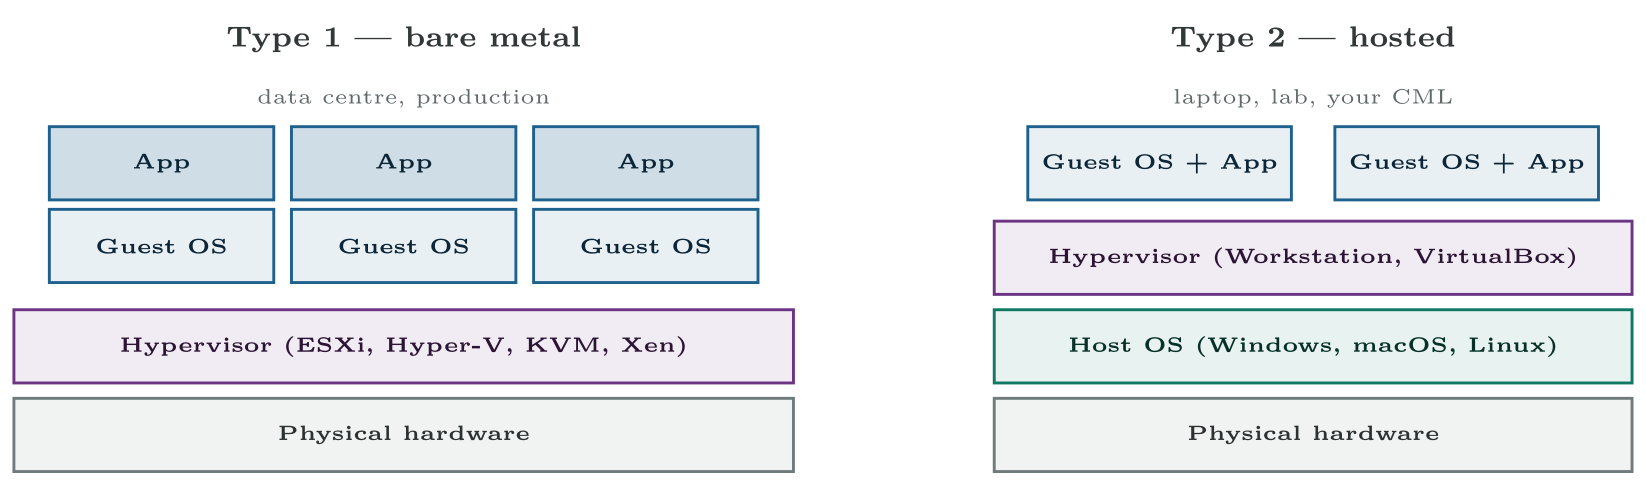 Type 1 — bare metal
data centre, production
App
App
App
Guest OS
Guest OS
Guest OS
Hypervisor (ESXi, Hyper-V, KVM, Xen)
Physical hardware
Type 2 — hosted
laptop, lab, your CML
Guest OS + App
Guest OS + App
Hypervisor (Workstation, VirtualBox)
Host OS (Windows, macOS, Linux)
Physical hardware